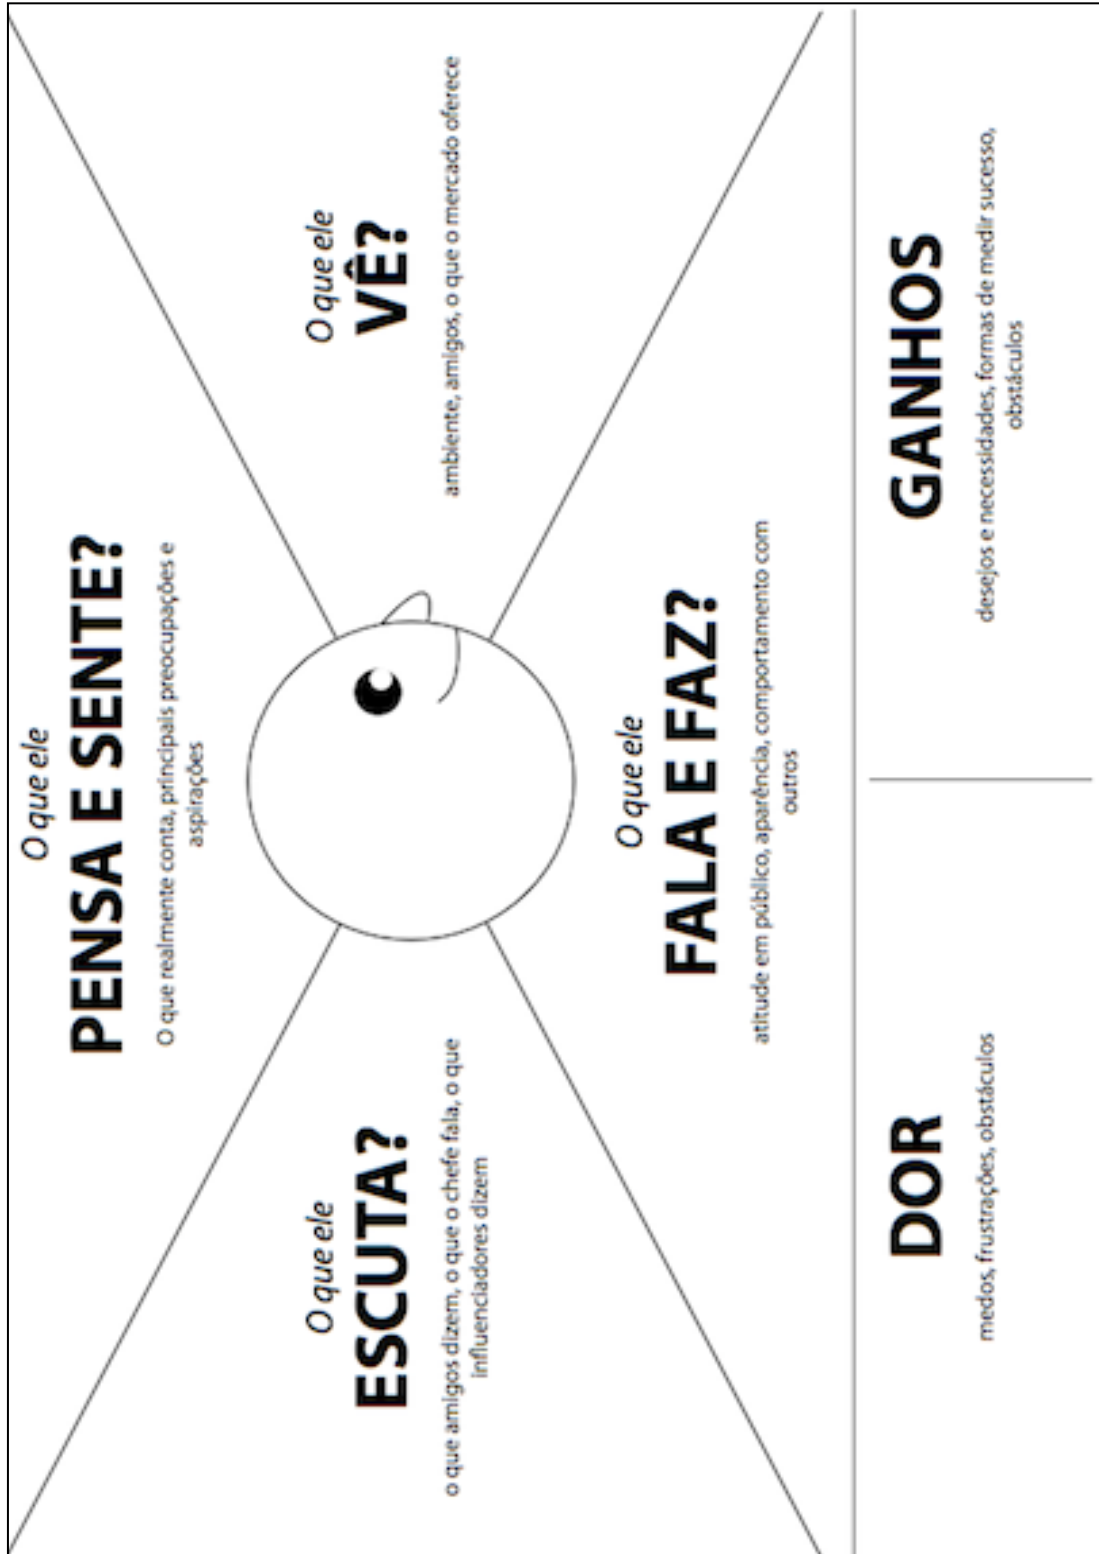 O que ele
PENSA E SENTE?
O que realmente conta, principais preocupações e
aspirações
O que ele
ESCUTA?
o que amigos dizem, o que o chefe fala, o que
influenciadores dizem
O que ele
VÊ?
ambiente, amigos, o que o mercado oferece
O que ele
FALA E FAZ?
atitude em público, aparência, comportamento com
outros
DOR
medos, frustrações, obstáculos
GANHOS
desejos e necessidades, formas de medir sucesso,
obstáculos